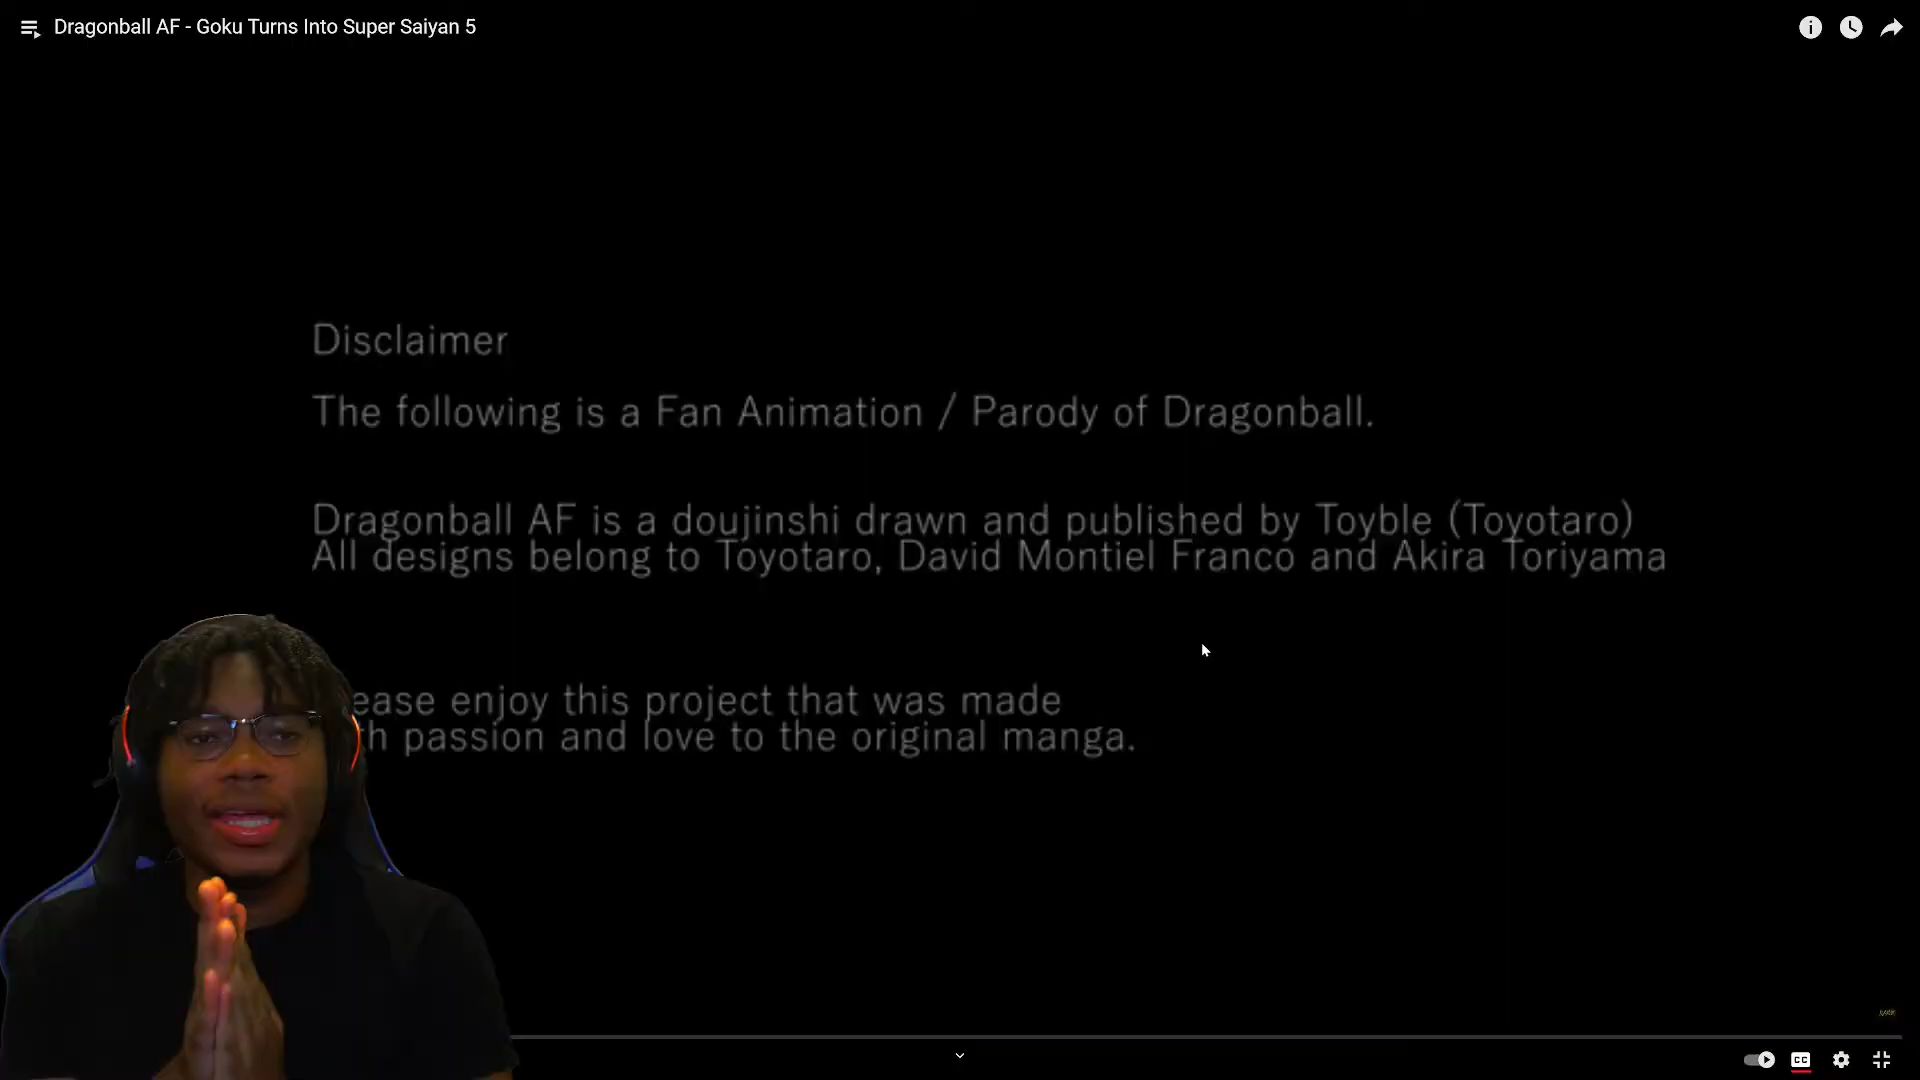 Dragonball AF - Goku Turns Into Super Saiyan 5
Disclaimer
The following is a Fan Animation / Parody of Dragonball.
Dragonball AF is a doujinshi drawn and published by Toyble (Toyotaro)
All designs belong to Toyotaro, David Montiel Franco and Akira Toriyama
ease enjoy this project that was made
h passion and love to the original manga.
CC